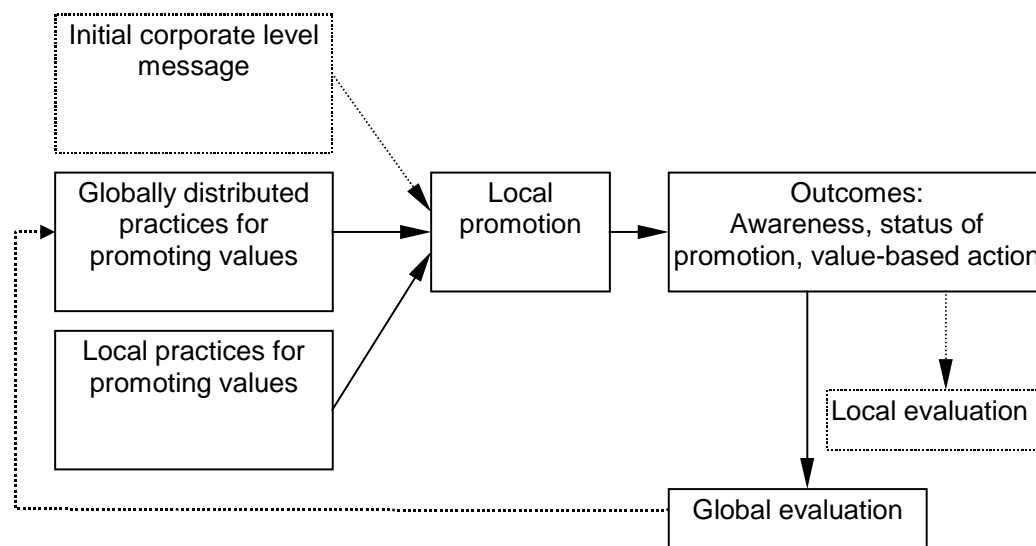 Initial corporate level
message
Globally distributed
practices for
promoting values
Local
promotion
Outcomes:
Awareness, status of
promotion, value-based action
Local practices for
promoting values
Local evaluation
Global evaluation